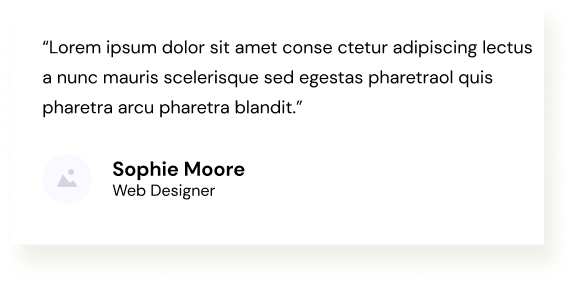 “Lorem ipsum dolor sit amet conse ctetur adipiscing lectus
a nunc mauris scelerisque sed egestas pharetraol quis
pharetra arcu pharetra blandit.”
Sophie Moore
Web Designer